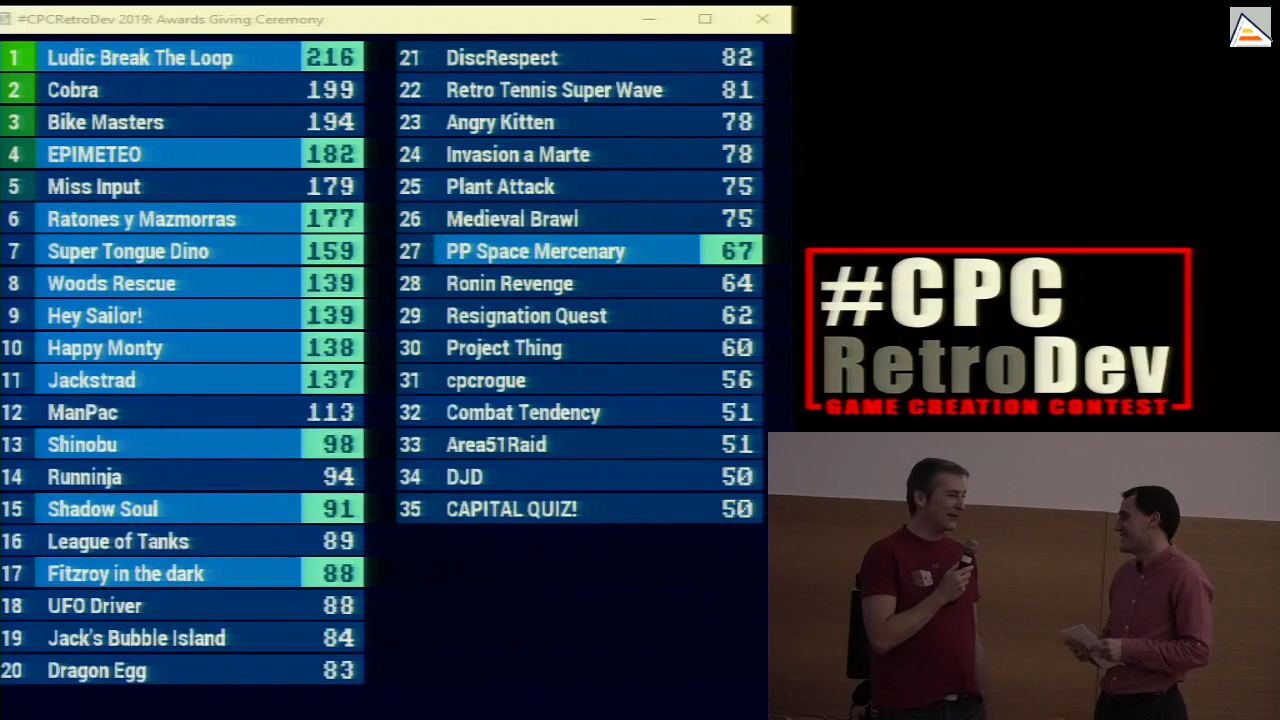 #CPCRetroDev 2019: Awards Giving Ceremony
1 Ludic Break The Loop 216
2 Cobra 199
3 Bike Masters 194
4 EPIMETEO 182
5 Miss Input 179
6 Ratones y Mazmorras 177
7 Super Tongue Dino 159
8 Woods Rescue 139
9 Hey Sailor! 139
10 Happy Monty 138
11 Jackstrad 137
12 ManPac 113
13 Shinobu 98
14 Runninja 94
15 Shadow Soul 91
16 League of Tanks 89
17 Fitzroy in the dark 88
18 UFO Driver 88
19 Jack's Bubble Island 84
20 Dragon Egg 83
21 DiscRespect 82
22 Retro Tennis Super Wave 81
23 Angry Kitten 78
24 Invasion a Marte 78
25 Plant Attack 75
26 Medieval Brawl 75
27 PP Space Mercenary 67
28 Ronin Revenge 64
29 Resignation Quest 62
30 Project Thing 60
31 cpcrogue 56
32 Combat Tendency 51
33 Area51Raid 51
34 DJD 50
35 CAPITAL QUIZ! 50
#CPC
RetroDev
GAME CREATION CONTEST